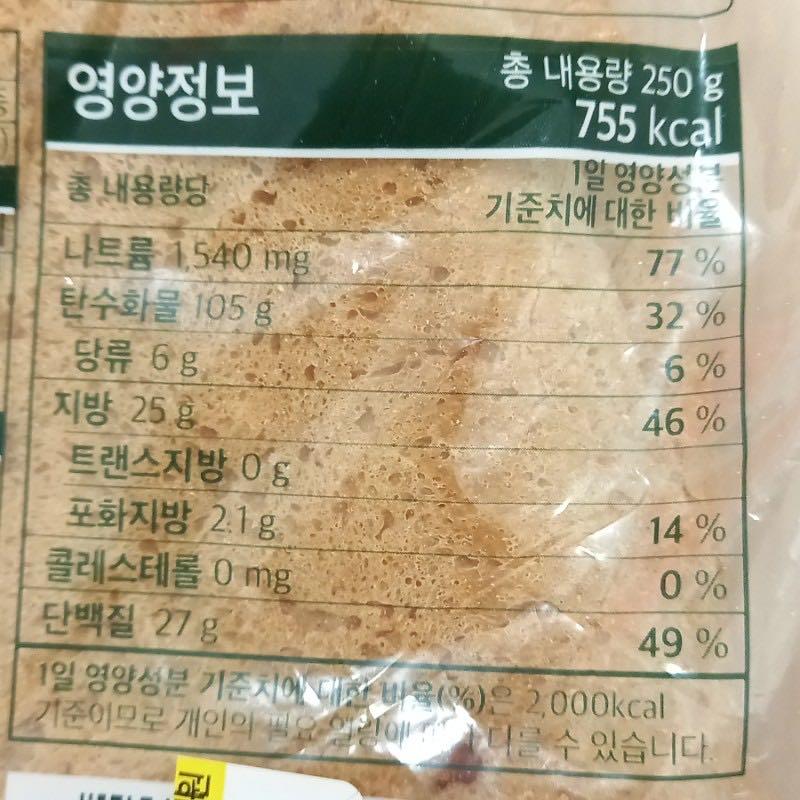 영양정보
총 내용량 250 g
755 kcal
총 내용량당
1일 영양성분
기준치에 대한 비율
나트륨 1,540 mg 77 %
탄수화물 105 g 32 %
당류 6 g 6 %
지방 25 g 46 %
트랜스지방 0 g
포화지방 2.1 g 14 %
콜레스테롤 0 mg 0 %
단백질 27 g 49 %
1일 영양성분 기준치에 대한 비율(%)은 2,000kcal
기준이므로 개인의 필요 열량에 따라 다를 수 있습니다.